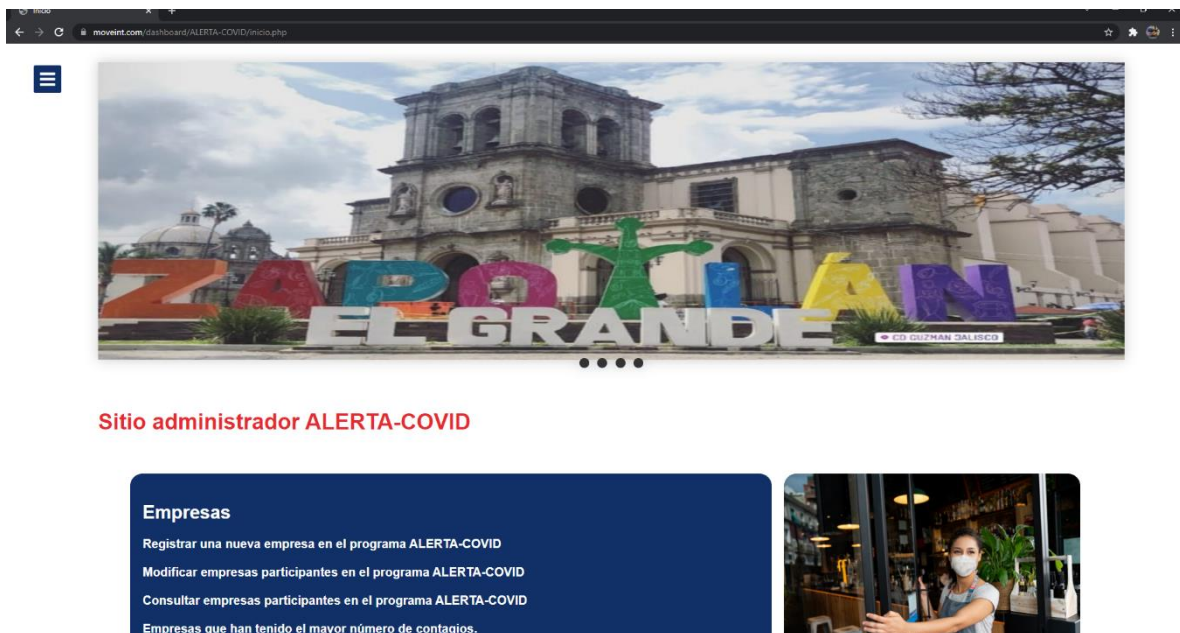 Inicio
moveint.com/dashboard/ALERTA-COVID/inicio.php
ZAPOTLÁN
EL GRANDE
CD GUZMAN JALISCO
Sitio administrador ALERTA-COVID
Empresas
Registrar una nueva empresa en el programa ALERTA-COVID
Modificar empresas participantes en el programa ALERTA-COVID
Consultar empresas participantes en el programa ALERTA-COVID
Empresas que han tenido el mayor número de contagios.